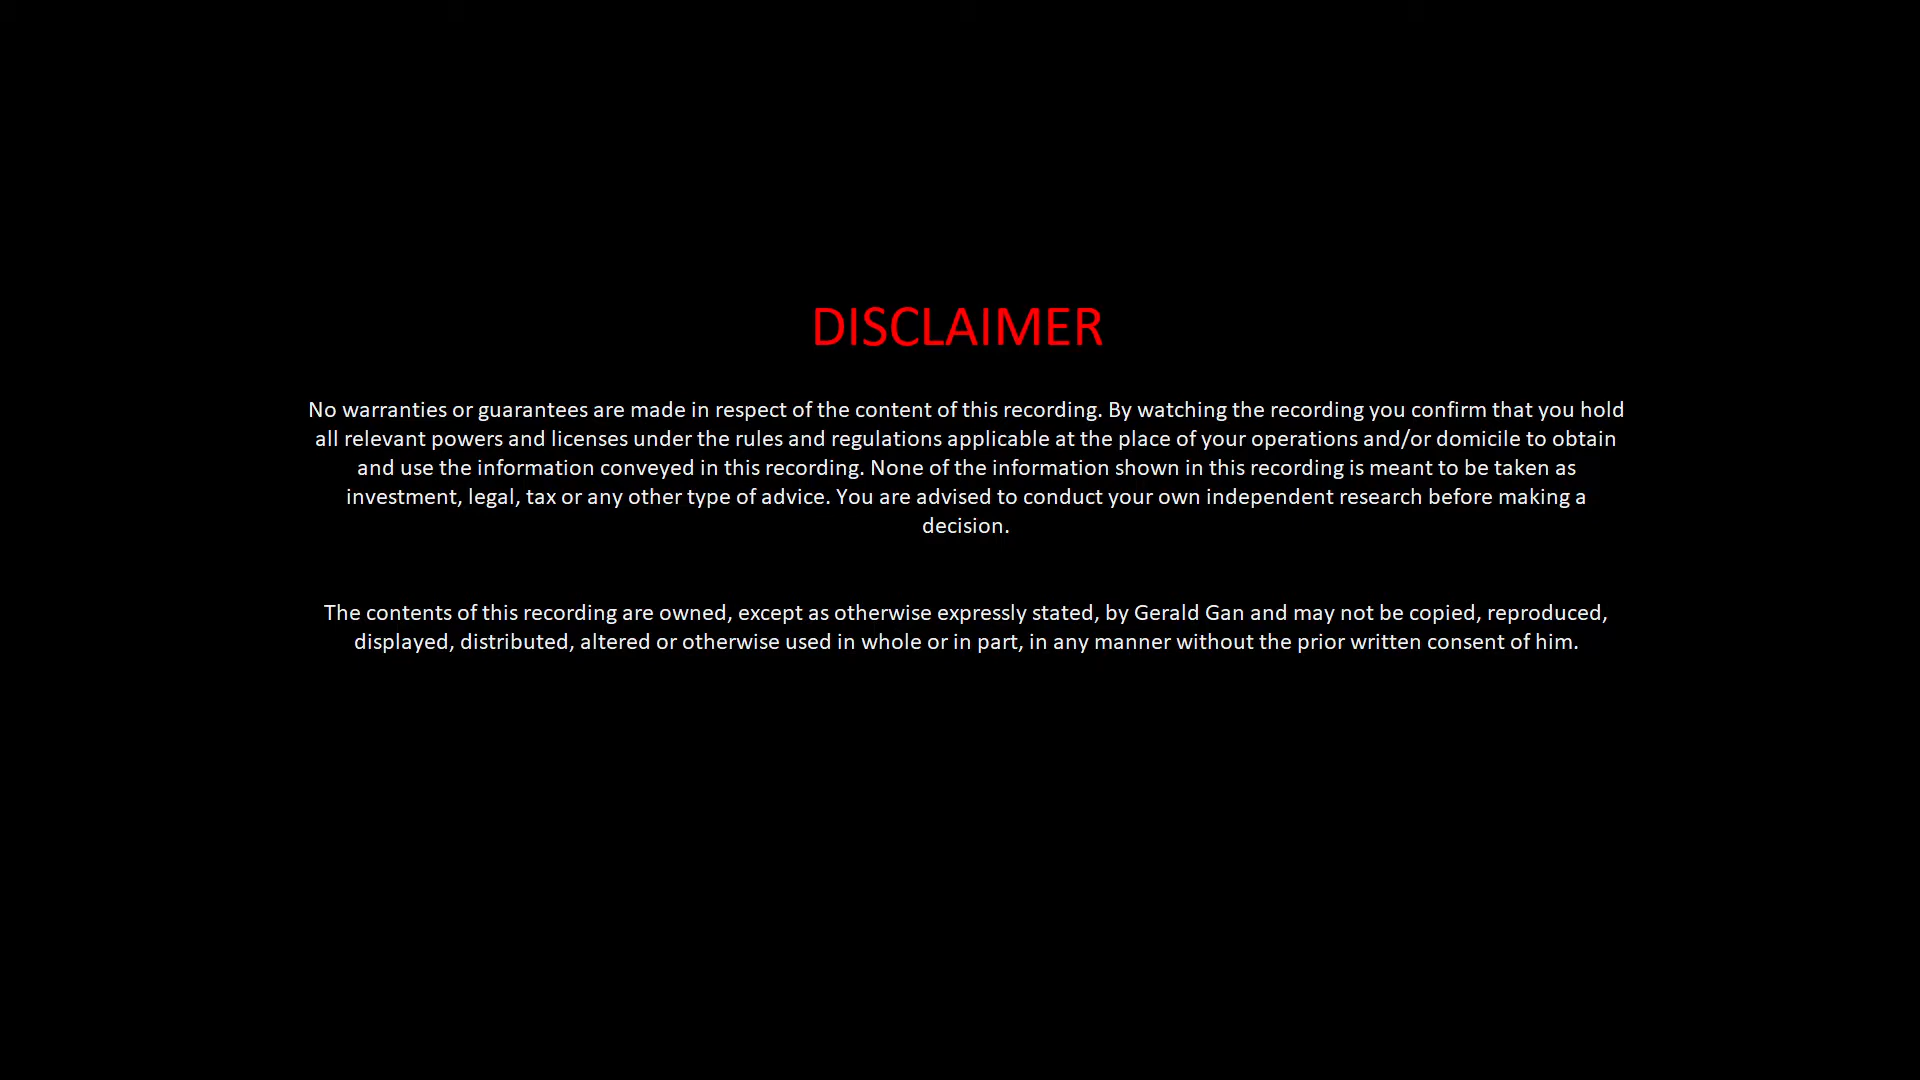 DISCLAIMER
No warranties or guarantees are made in respect of the content of this recording. By watching the recording you confirm that you hold
all relevant powers and licenses under the rules and regulations applicable at the place of your operations and/or domicile to obtain
and use the information conveyed in this recording. None of the information shown in this recording is meant to be taken as
investment, legal, tax or any other type of advice. You are advised to conduct your own independent research before making a
decision.
The contents of this recording are owned, except as otherwise expressly stated, by Gerald Gan and may not be copied, reproduced,
displayed, distributed, altered or otherwise used in whole or in part, in any manner without the prior written consent of him.